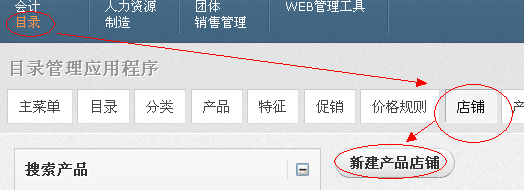 会计 人力资源 团体 WEB管理工具
目录 制造 销售管理
目录管理应用程序
主菜单 目录 分类 产品 特征 促销 价格规则 店铺
搜索产品 新建产品店铺